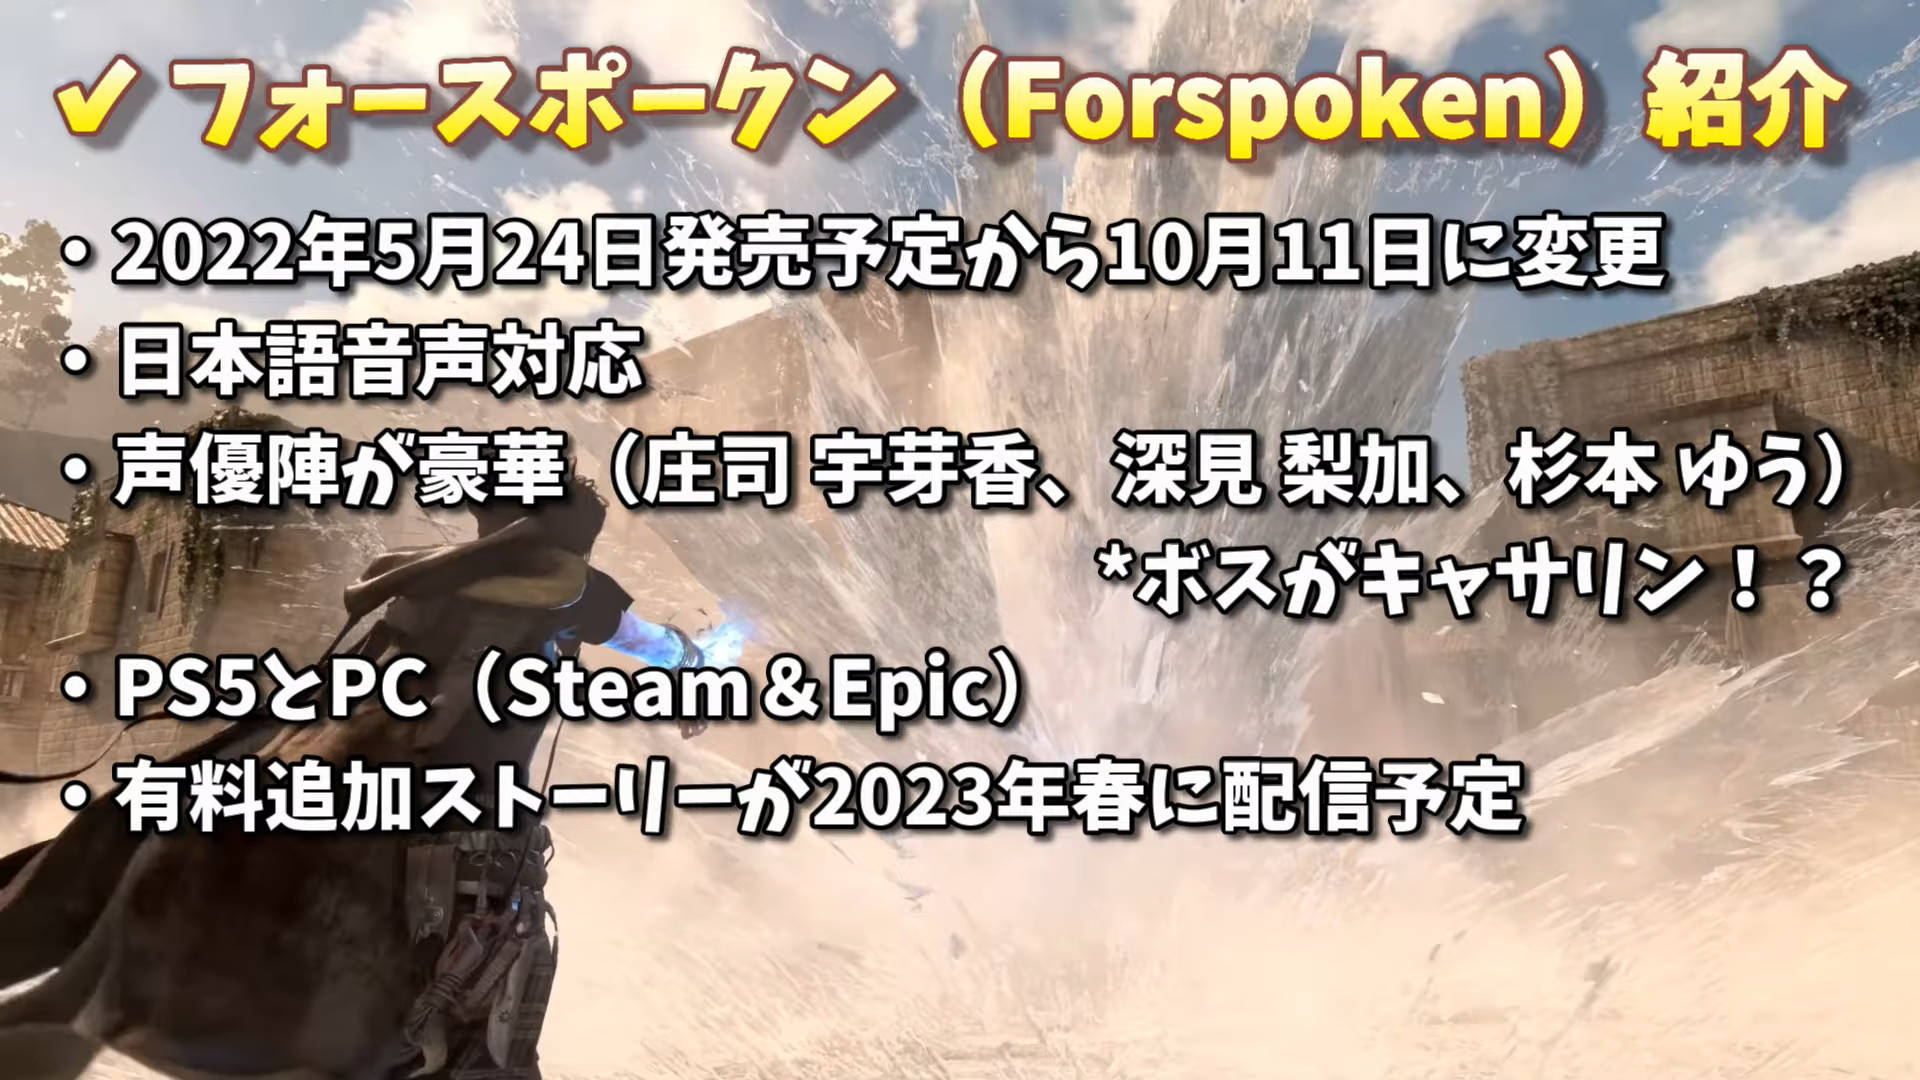 ✓ フォースポークン（Forspoken）紹介
・2022年5月24日発売予定から10月11日に変更
・日本語音声対応
・声優陣が豪華（庄司 宇芽香、深見 梨加、杉本 ゆう）
*ボスがキャサリン！？
・PS5とPC（Steam＆Epic）
・有料追加ストーリーが2023年春に配信予定